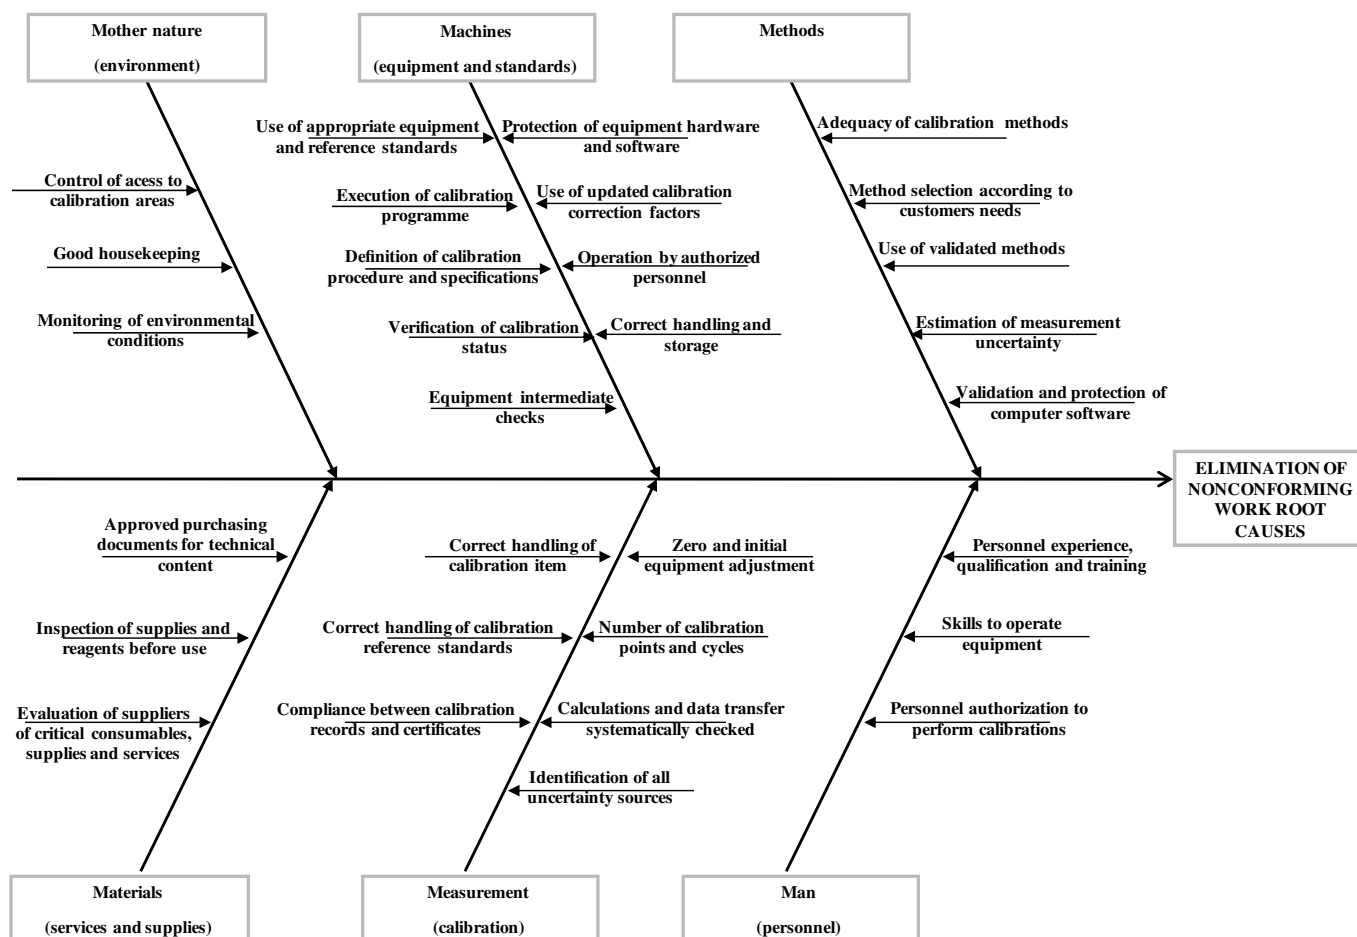 Mother nature
(environment)
Machines
(equipment and standards)
Methods
Control of acess to
calibration areas
Good housekeeping
Monitoring of environmental
conditions
Use of appropriate equipment
and reference standards
Execution of calibration
programme
Definition of calibration
procedure and specifications
Verification of calibration
status
Equipment intermediate
checks
Protection of equipment hardware
and software
Use of updated calibration
correction factors
Operation by authorized
personnel
Correct handling and
storage
Adequacy of calibration methods
Method selection according to
customers needs
Use of validated methods
Estimation of measurement
uncertainty
Validation and protection of
computer software
ELIMINATION OF
NONCONFORMING
WORK ROOT
CAUSES
Approved purchasing
documents for technical
content
Inspection of supplies and
reagents before use
Evaluation of suppliers
of critical consumables,
supplies and services
Correct handling of
calibration item
Correct handling of calibration
reference standards
Compliance between calibration
records and certificates
Zero and initial
equipment adjustment
Number of calibration
points and cycles
Calculations and data transfer
systematically checked
Identification of all
uncertainty sources
Personnel experience,
qualification and training
Skills to operate
equipment
Personnel authorization to
perform calibrations
Materials
(services and supplies)
Measurement
(calibration)
Man
(personnel)